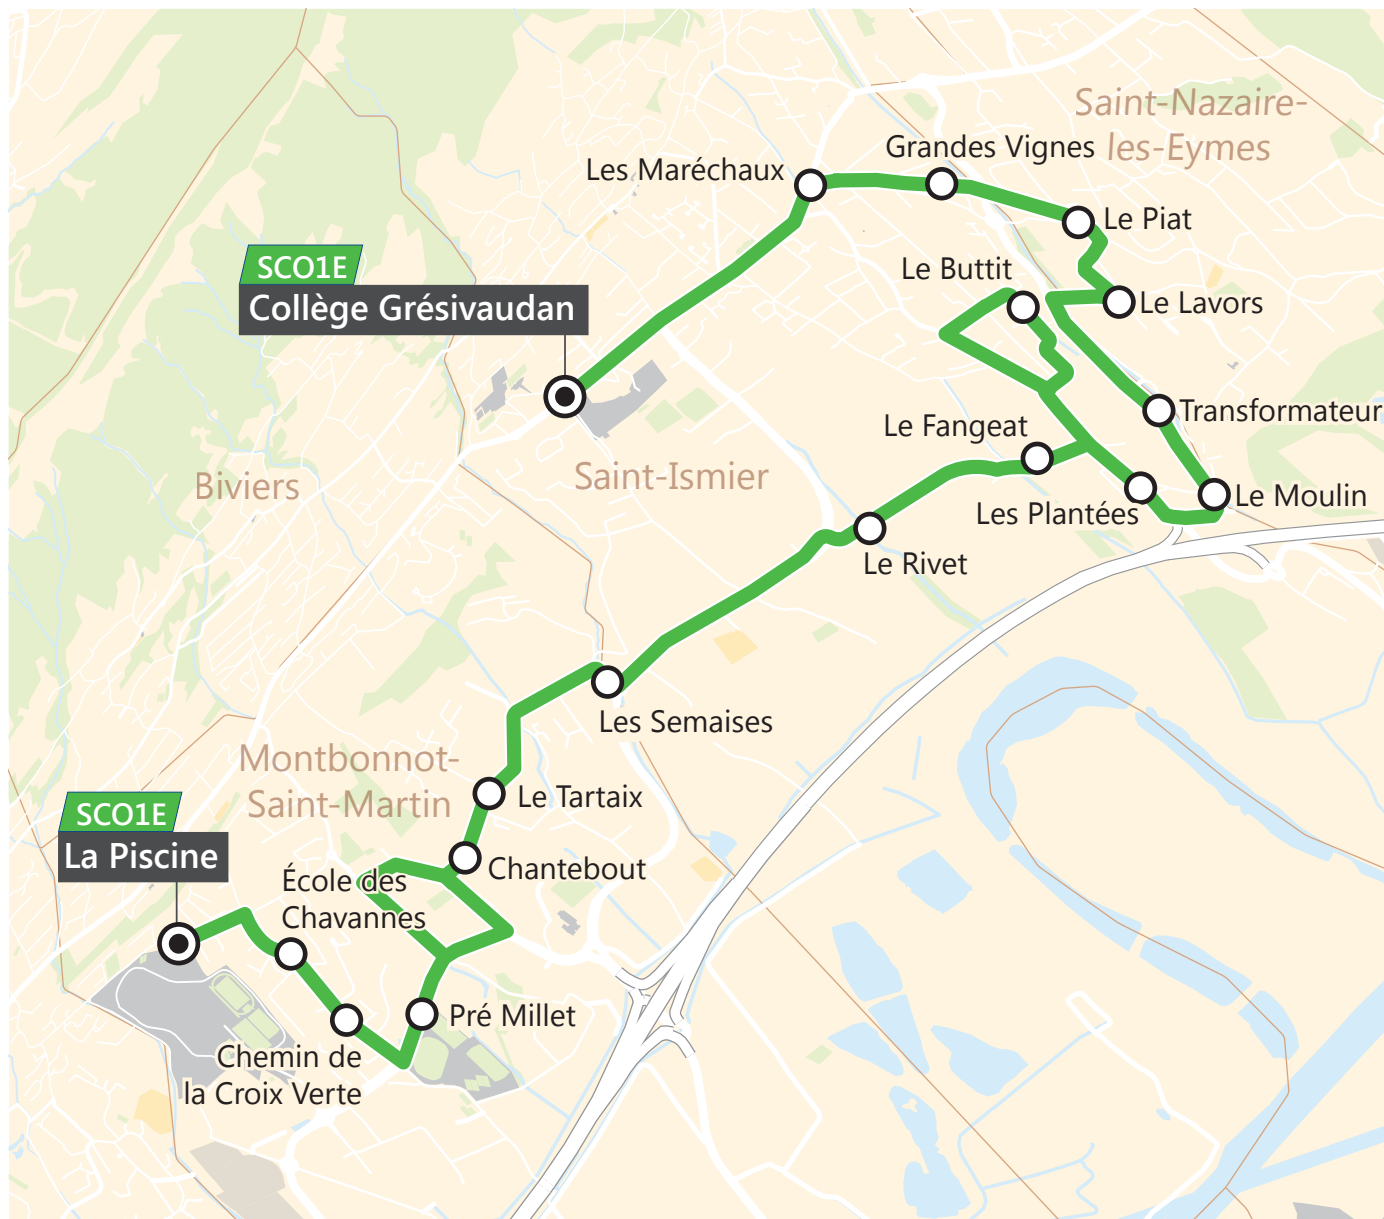 Saint-Nazaire-
les-Eymes
Grandes Vignes
Les Maréchaux
Le Piat
SCO1E
Collège Grésivaudan
Le Buttit
Le Lavors
Transformateur
Le Fangeat
Saint-Ismier
Biviers
Le Moulin
Les Plantées
Le Rivet
Les Semaises
Montbonnot-
Saint-Martin
Le Tartaix
SCO1E
La Piscine
Chantebout
École des
Chavannes
Pré Millet
Chemin de
la Croix Verte